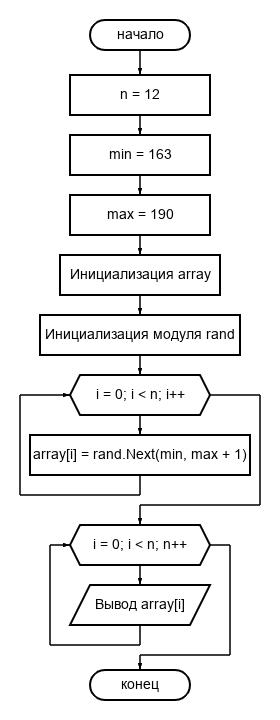 начало
n = 12
min = 163
max = 190
Инициализация array
Инициализация модуля rand
i = 0; i < n; i++
array[i] = rand.Next(min, max + 1)
i = 0; i < n; n++
Вывод array[i]
конец